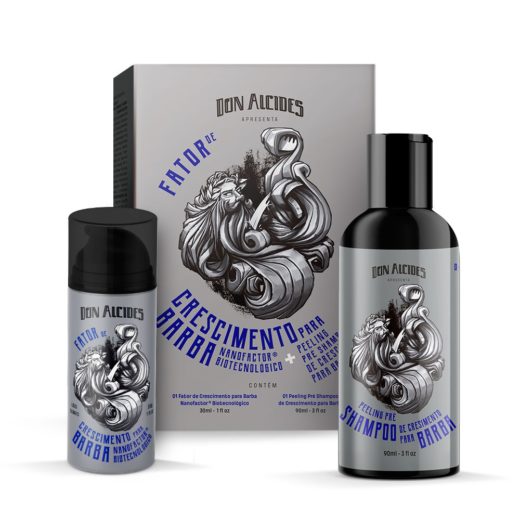 DON ALCIDES
APRESENTA
FATOR DE
CRESCIMENTO PARA
BARBA NANOFACTOR®
BIOTECNOLÓGICO
+ PEELING
PRÉ SHAMPOO
DE CRESCIMENTO
PARA BARBA
CONTÉM
01 Fator de Crescimento para Barba
Nanofactor® Biotecnológico
30ml - 1 fl oz
01 Peeling Pré Shampoo
de Crescimento para Barba
90ml - 3 fl oz
DON ALCIDES
FATOR DE
CRESCIMENTO PARA
BARBA NANOFACTOR
BIOTECNOLÓGICO
DON ALCIDES
APRESENTA
PEELING PRÉ
SHAMPOO DE CRESCIMENTO
PARA BARBA
90ml - 3 fl oz